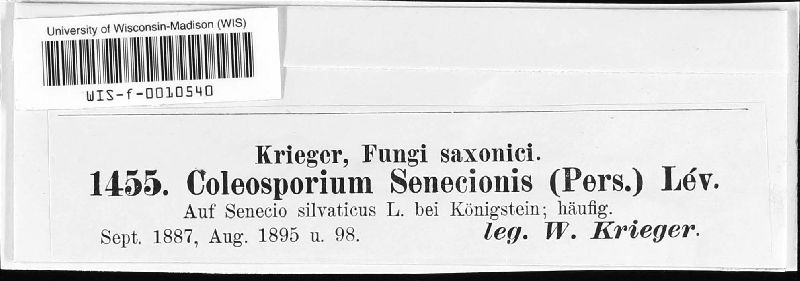 University of Wisconsin-Madison (WIS)
WIS-f-0010540
Krieger, Fungi saxonici.
1455. Coleosporium Senecionis (Pers.) Lév.
Auf Senecio silvaticus L. bei Königstein; häufig.
Sept. 1887, Aug. 1895 u. 98. leg. W. Krieger.